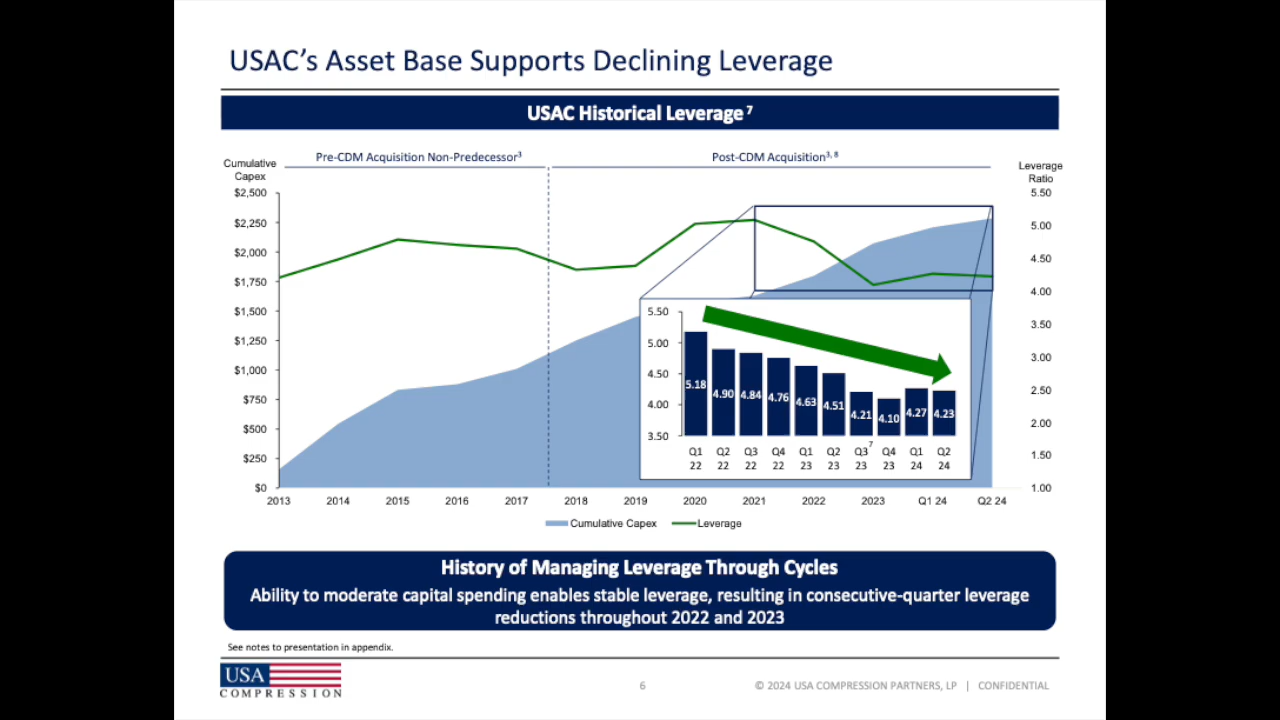 USAC’s Asset Base Supports Declining Leverage
USAC Historical Leverage 7
Pre-CDM Acquisition Non-Predecessor3
Post-CDM Acquisition3, 8
Cumulative
Capex
Leverage
Ratio
$2,500
$2,250
$2,000
$1,750
$1,500
$1,250
$1,000
$750
$500
$250
$0
5.50
5.00
4.50
4.00
3.50
3.00
2.50
2.00
1.50
1.00
5.50
5.00
4.50
4.00
3.50
5.18
4.90
4.84
4.76
4.63
4.51
4.21
4.10
4.27
4.23
Q1 Q2 Q3 Q4 Q1 Q2 Q3 7 Q4 Q1 Q2
22 22 22 22 23 23 23 23 24 24
2013 2014 2015 2016 2017 2018 2019 2020 2021 2022 2023 Q1 24 Q2 24
Cumulative Capex Leverage
History of Managing Leverage Through Cycles
Ability to moderate capital spending enables stable leverage, resulting in consecutive-quarter leverage
reductions throughout 2022 and 2023
See notes to presentation in appendix.
USA
COMPRESSION
6
© 2024 USA COMPRESSION PARTNERS, LP | CONFIDENTIAL